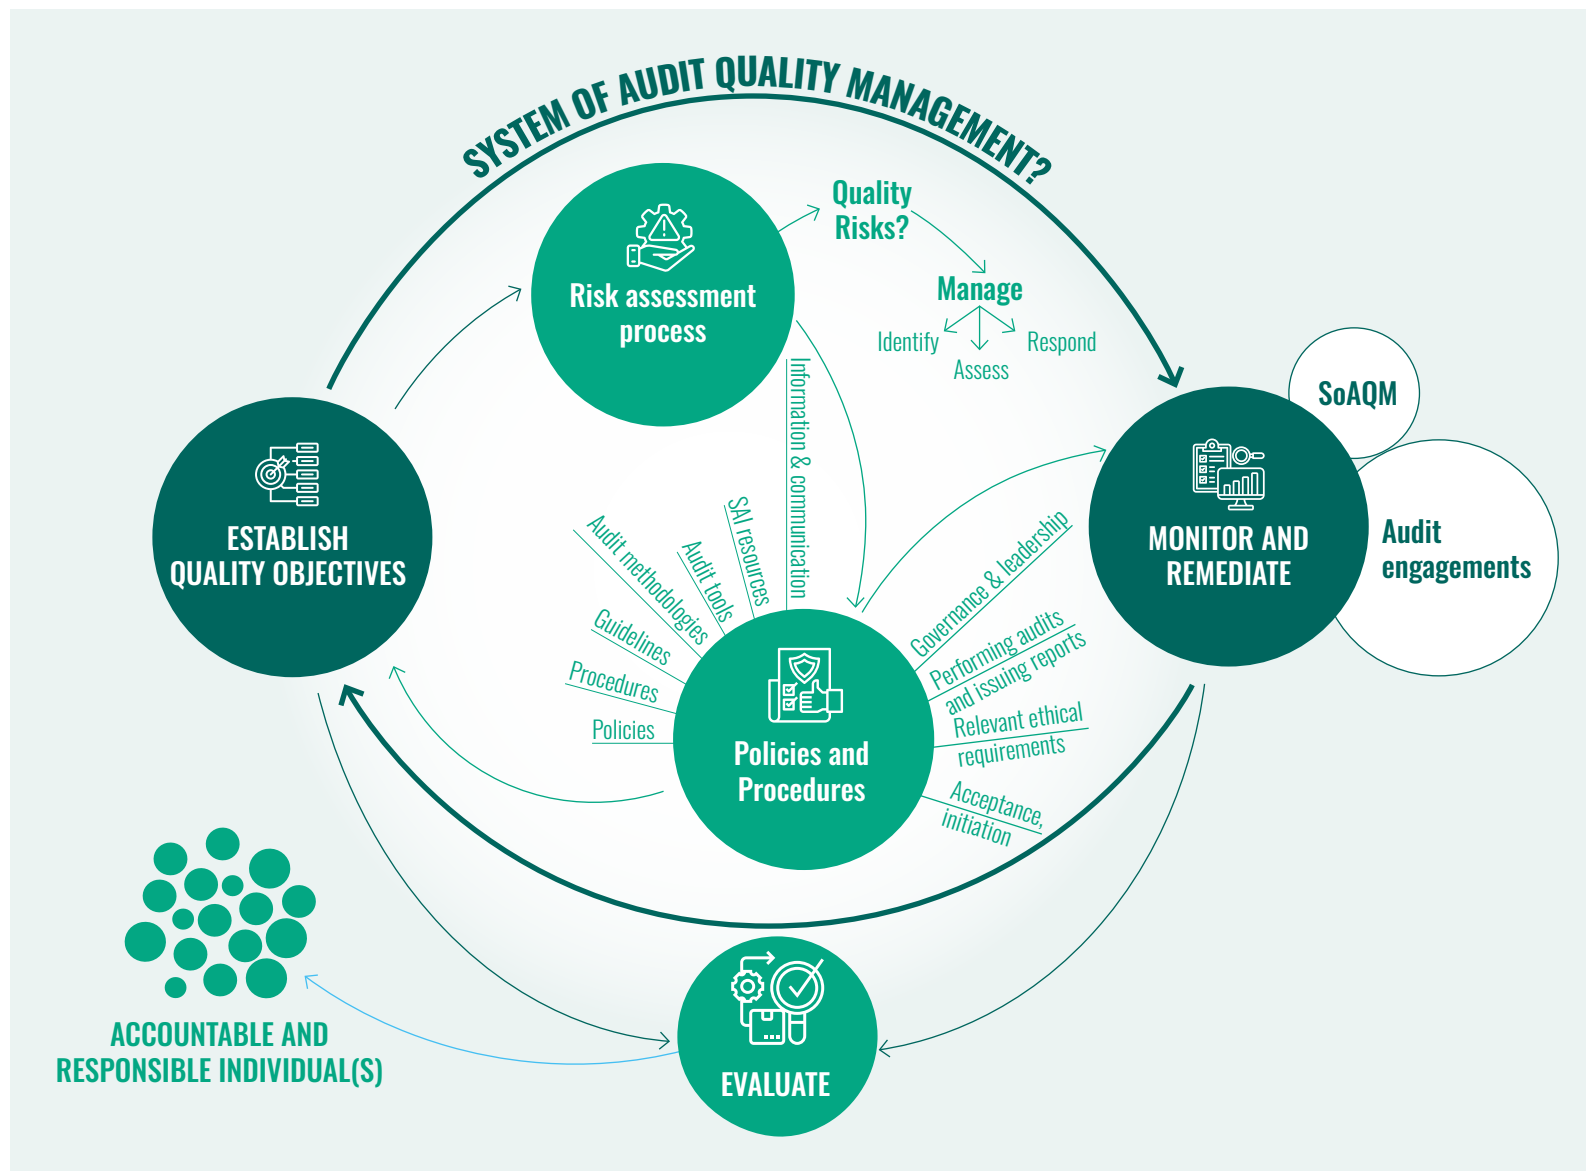 SYSTEM OF AUDIT QUALITY MANAGEMENT?
Risk assessment
process
Quality
Risks?
Manage
Identify
Assess
Respond
ESTABLISH
QUALITY OBJECTIVES
MONITOR AND
REMEDIATE
SoAQM
Audit
engagements
Policies
Procedures
Guidelines
Audit methodologies
Audit tools
SAI resources
Information & communication
Governance & leadership
Performing audits
and issuing reports
Relevant ethical
requirements
Acceptance,
initiation
Policies and
Procedures
ACCOUNTABLE AND
RESPONSIBLE INDIVIDUAL(S)
EVALUATE